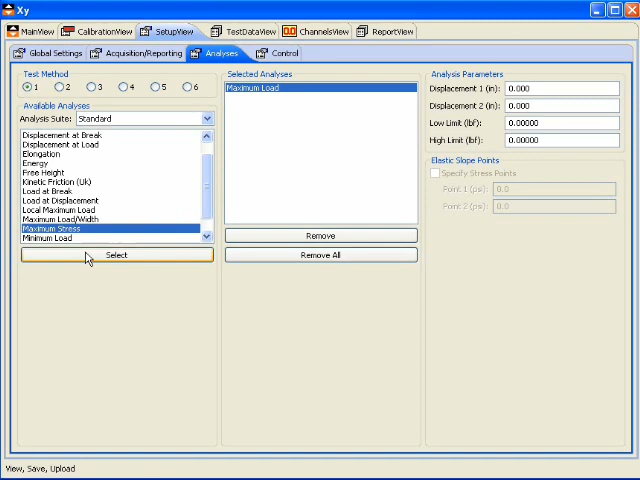 Xy
MainView CalibrationView SetupView TestDataView ChannelsView ReportView
Global Settings Acquisition/Reporting Analyses Control
Test Method
1 2 3 4 5 6
Available Analyses
Analysis Suite: Standard
Displacement at Break
Displacement at Load
Elongation
Energy
Free Height
Kinetic Friction (Uk)
Load at Break
Load at Displacement
Local Maximum Load
Maximum Load/Width
Maximum Stress
Minimum Load
Select
Selected Analyses
Maximum Load
Remove
Remove All
Analysis Parameters
Displacement 1 (in): 0.000
Displacement 2 (in): 0.000
Low Limit (lbf): 0.00000
High Limit (lbf): 0.00000
Elastic Slope Points
Specify Stress Points
Point 1 (psi): 0.0
Point 2 (psi): 0.0
View, Save, Upload